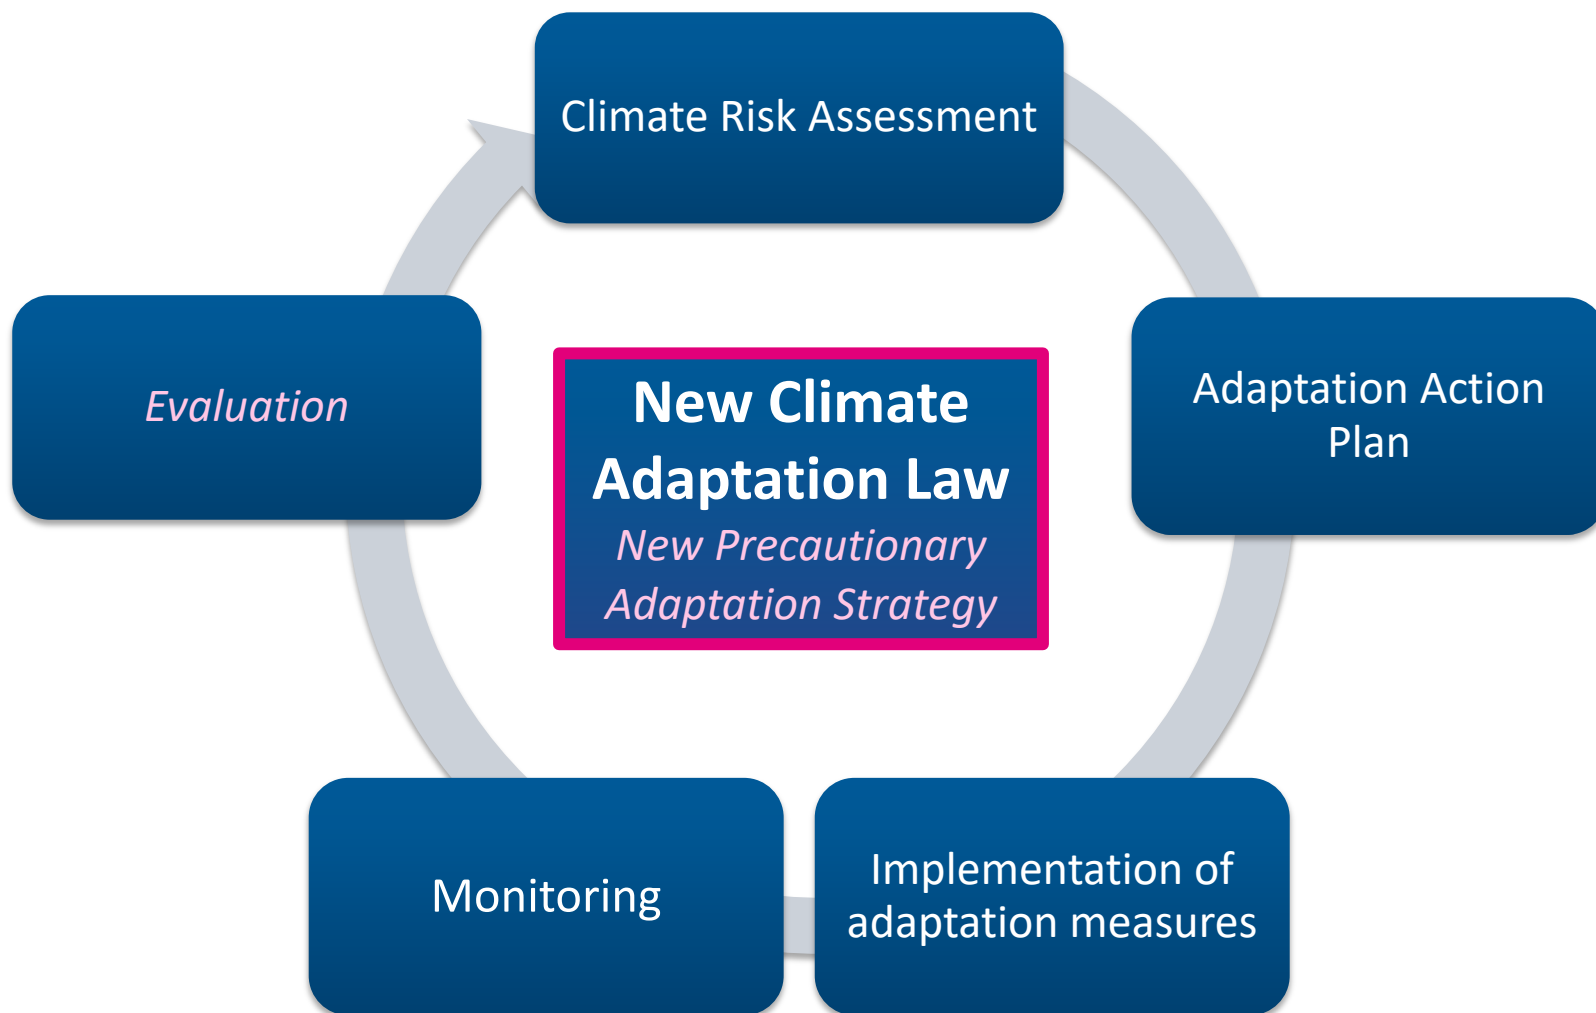 Climate Risk Assessment
Adaptation Action
Plan
Implementation of
adaptation measures
Monitoring
Evaluation
New Climate
Adaptation Law
New Precautionary
Adaptation Strategy